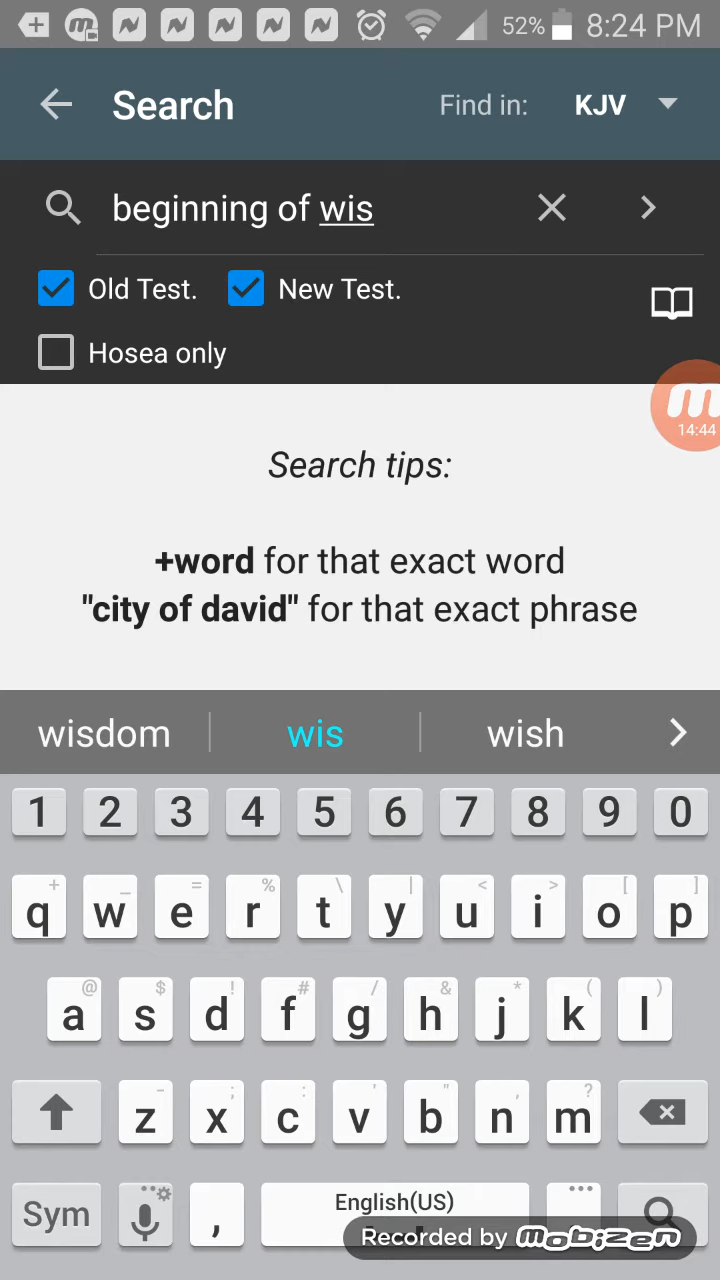 52% 8:24 PM
Search Find in: KJV
beginning of wis
Old Test. New Test.
Hosea only
14:44
Search tips:
+word for that exact word
"city of david" for that exact phrase
wisdom wis wish
1 2 3 4 5 6 7 8 9 0
+ _ = % \ | < > [ ]
q w e r t y u i o p
@ $ ! # / & * ( )
a s d f g h j k l
- ; : ' " , ?
z x c v b n m
Sym , English(US)
Recorded by mobizen